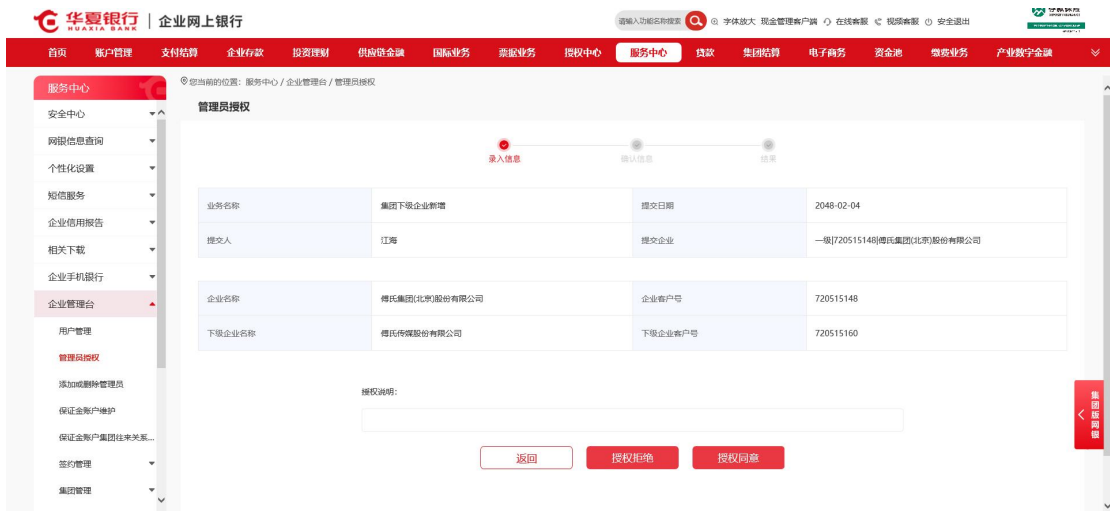 华夏银行 HUAXIA BANK 企业网上银行
请输入功能名称搜索 字体放大 现金管理客户端 在线客服 视频客服 安全退出
首页 账户管理 支付结算 企业存款 投资理财 供应链金融 国际业务 票据业务 授权中心 服务中心 贷款 集团结算 电子商务 资金池 缴费业务 产业数字金融
服务中心
安全中心
网银信息查询
个性化设置
短信服务
企业信用报告
相关下载
企业手机银行
企业管理台
用户管理
管理员授权
添加或删除管理员
保证金账户维护
保证金账户集团往来关系...
签约管理
集团管理
您当前的位置：服务中心 / 企业管理台 / 管理员授权
管理员授权
录入信息 确认信息 结果
业务名称 集团下级企业新增 提交日期 2048-02-04
提交人 江海 提交企业 一级[720515148]傅氏集团(北京)股份有限公司
企业名称 傅氏集团(北京)股份有限公司 企业客户号 720515148
下级企业名称 傅氏传媒股份有限公司 下级企业客户号 720515160
授权说明：
返回 授权拒绝 授权同意
集团版网银